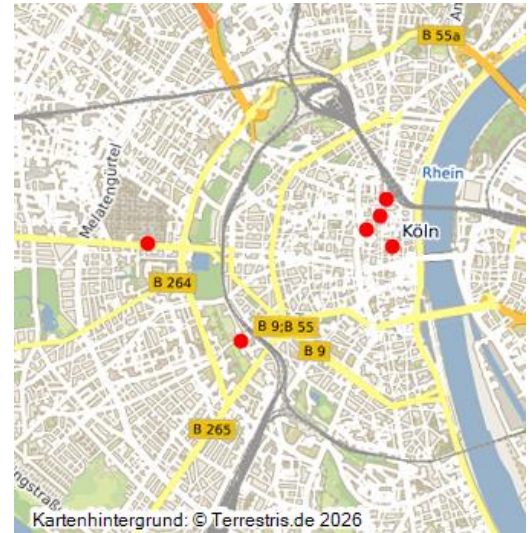 B 55a
Rhein
Melatengürtel
Köln
B 264
B 9;B 55
B 9
B 265
Kartenhintergrund: © Terrestris.de 2026